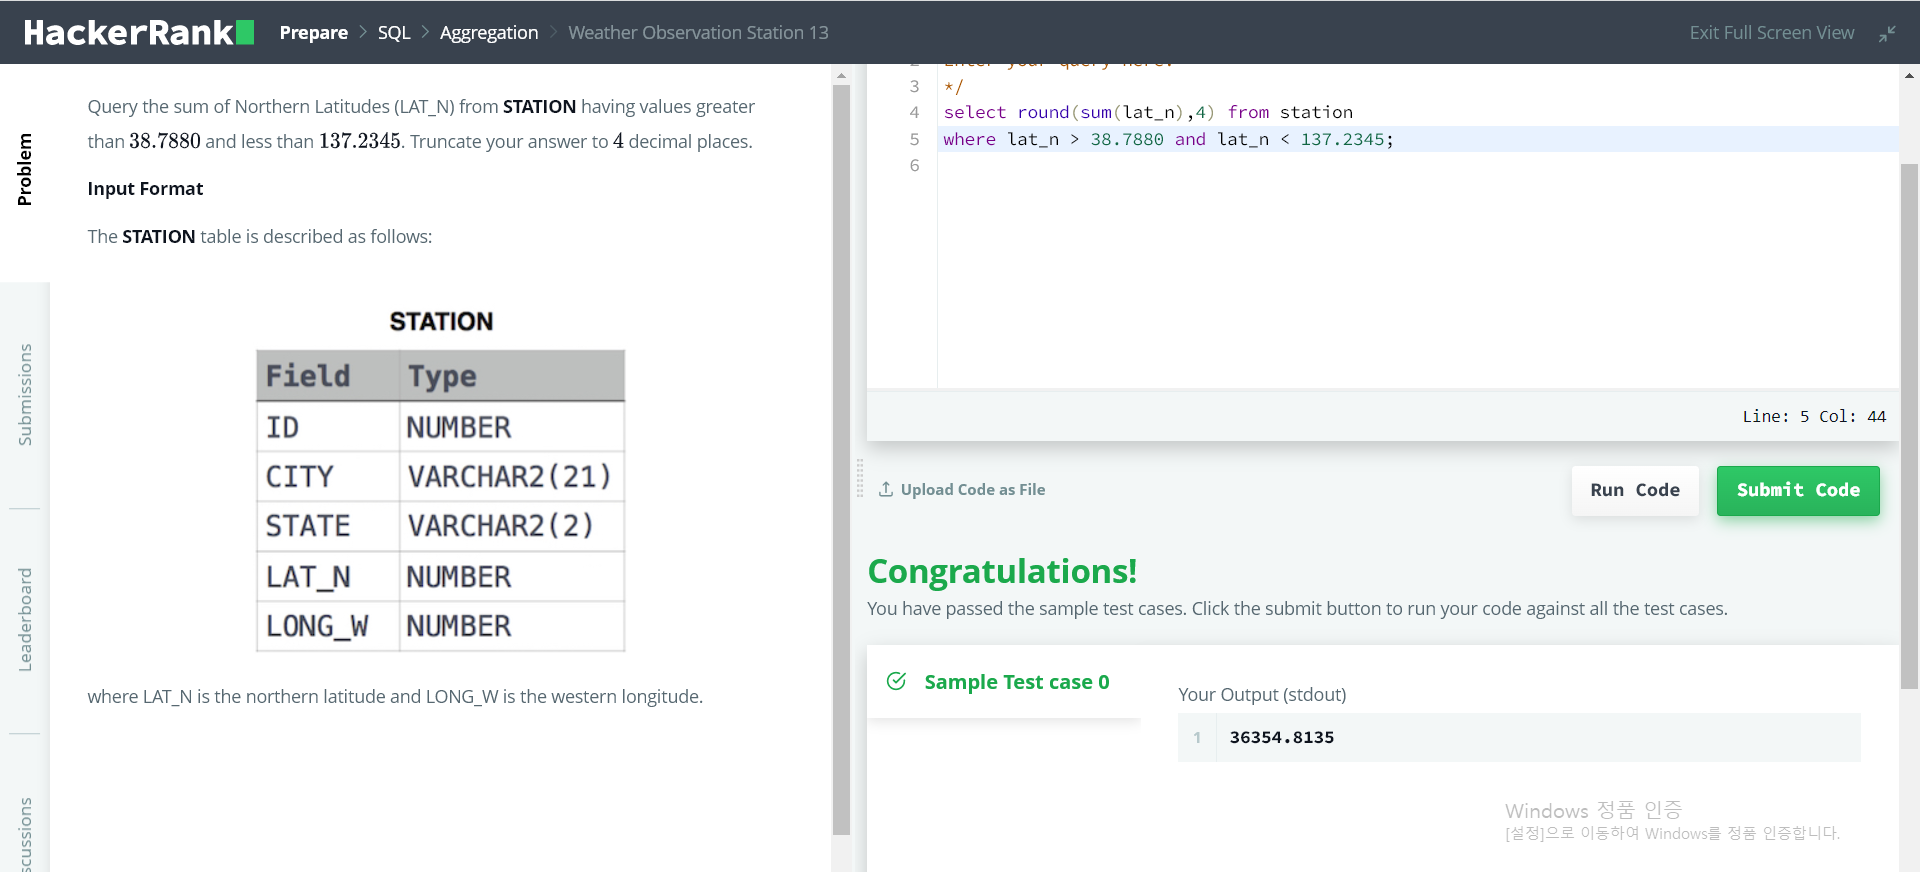 HackerRank Prepare > SQL > Aggregation > Weather Observation Station 13
Exit Full Screen View
Problem
Submissions
Leaderboard
Query the sum of Northern Latitudes (LAT_N) from STATION having values greater
than 38.7880 and less than 137.2345. Truncate your answer to 4 decimal places.
Input Format
The STATION table is described as follows:
STATION
Field Type
ID NUMBER
CITY VARCHAR2(21)
STATE VARCHAR2(2)
LAT_N NUMBER
LONG_W NUMBER
where LAT_N is the northern latitude and LONG_W is the western longitude.
2 Enter your query here.
3 */
4 select round(sum(lat_n),4) from station
5 where lat_n > 38.7880 and lat_n < 137.2345;
6
Line: 5 Col: 44
Upload Code as File
Run Code
Submit Code
Congratulations!
You have passed the sample test cases. Click the submit button to run your code against all the test cases.
Sample Test case 0
Your Output (stdout)
1 36354.8135
Windows 정품 인증
[설정]으로 이동하여 Windows를 정품 인증합니다.